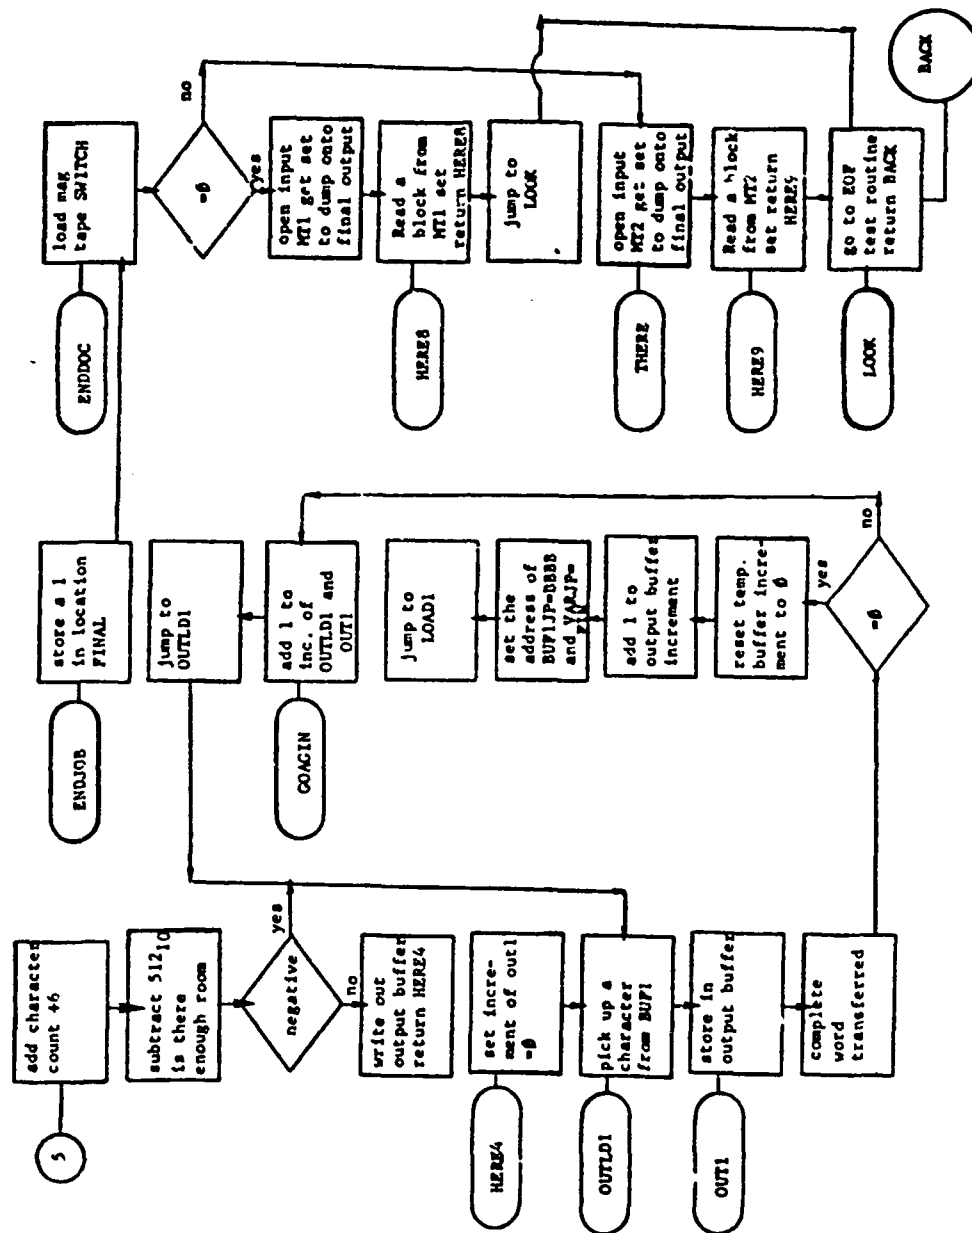 5
add character
count +6
subtract 512₁₀
is there
enough room
negative
yes
no
write out
output buffer
return HERE4
HERE4
set incre-
ment of out1
=0
OUTLD1
pick up a
character
from BUF1
OUT1
store in
output buffer
complete
word
transferred
ENDJOB
store a 1
in location
FINAL
jump to
OUTLD1
GOAGIN
add 1 to
inc. of
OUTLD1 and
OUT1
jump to
LOAD1
set the
address of
BUF1JP=BBBB
and VARJP=
add 1 to
output buffer
increment
reset temp.
buffer incre-
ment to 0
yes
no
=0
ENDDOC
load mag
tape SWITCH
=0
no
yes
open input
MT1 get set
to dump onto
final output
HERE8
Read a
block from
MT1 set
return HERE8
jump to
LOOK
THERE
open input
MT2 get set
to dump onto
final output
HERE9
Read a block
from MT2
set return
HERE9
LOOK
go to EOF
test routine
return BACK
BACK